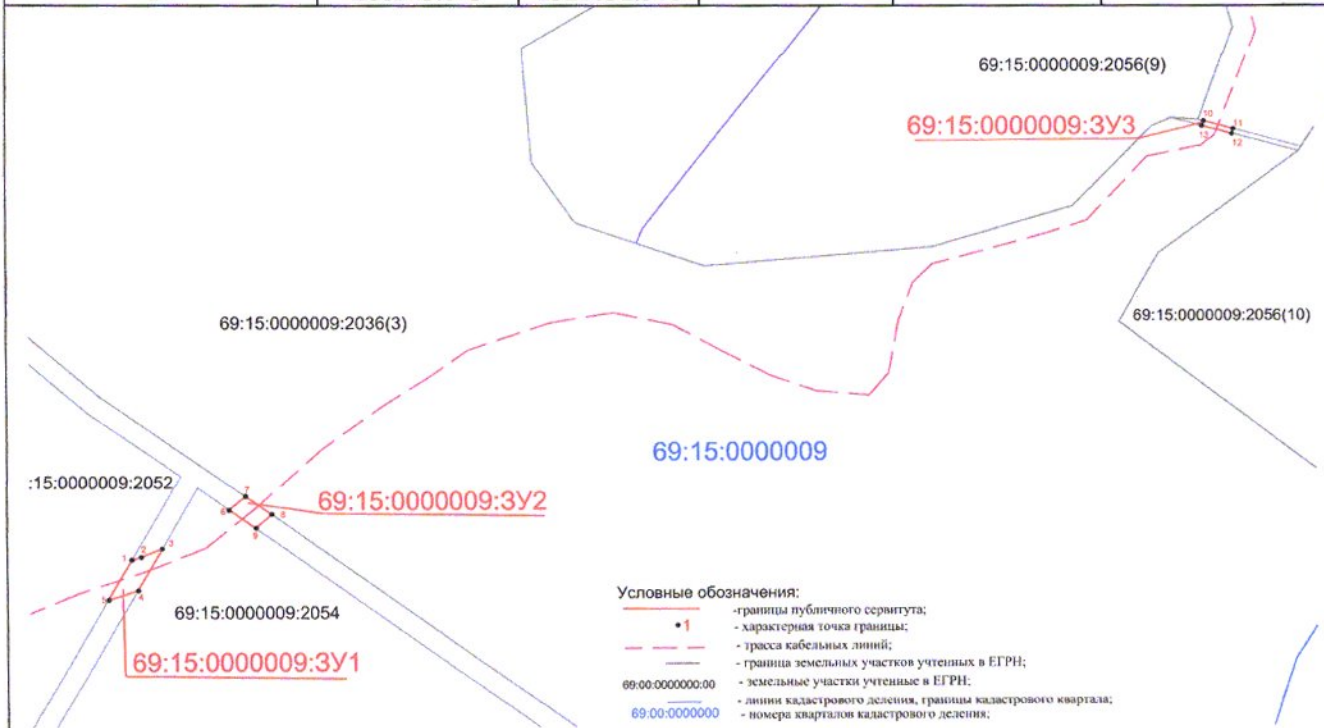 69:15:0000009:2056(9)
10
11
69:15:0000009:ЗУ3
13
12
69:15:0000009:2036(3)
69:15:0000009:2056(10)
69:15:0000009
:15:0000009:2052
7
69:15:0000009:ЗУ2
6
8
9
1
2
3
5
4
69:15:0000009:2054
69:15:0000009:ЗУ1
Условные обозначения:
-границы публичного сервитута;
1 - характерная точка границы;
- трасса кабельных линий;
- граница земельных участков учтенных в ЕГРН;
69:00:0000000:00 - земельные участки учтенные в ЕГРН;
- линии кадастрового деления, границы кадастрового квартала;
69:00:0000000 - номера кварталов кадастрового деления;